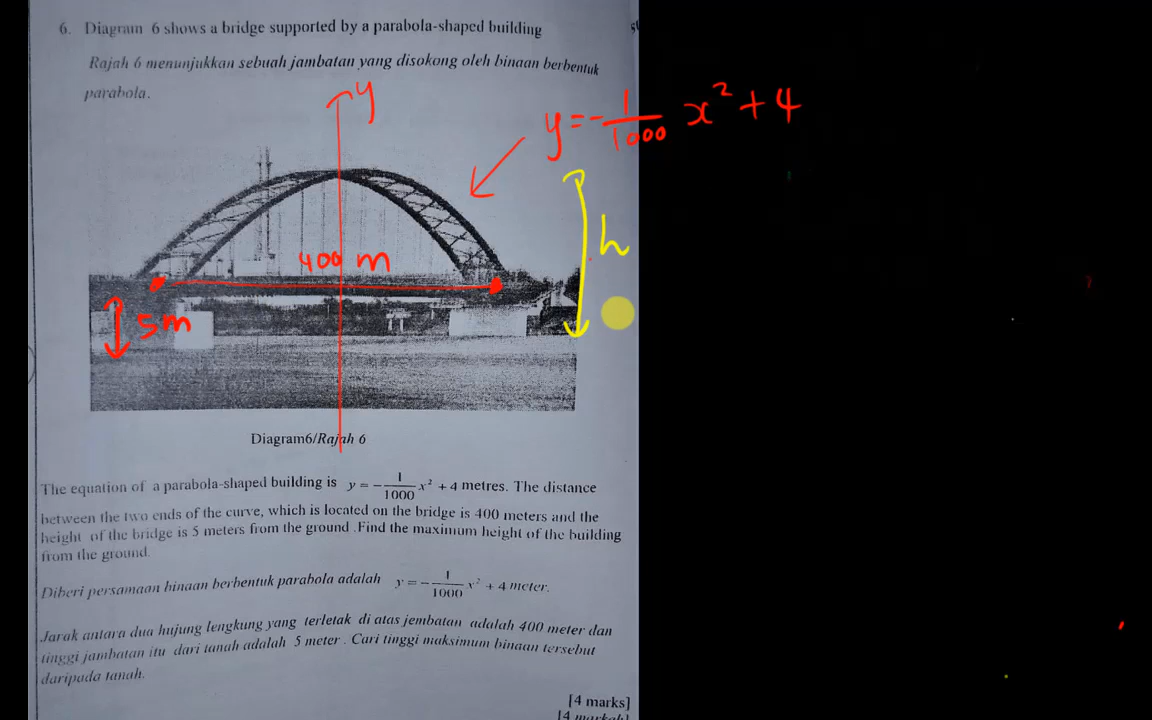 6. Diagram 6 shows a bridge supported by a parabola-shaped building
Rajah 6 menunjukkan sebuah jambatan yang disokong oleh binaan berbentuk
parabola.
y
y = -1/1000 x² + 4
h
400 m
5m
Diagram6/Rajah 6
The equation of a parabola-shaped building is y = -1/1000 x² + 4 metres. The distance
between the two ends of the curve, which is located on the bridge is 400 meters and the
height of the bridge is 5 meters from the ground .Find the maximum height of the building
from the ground.
Diberi persamaan binaan berbentuk parabola adalah y = -1/1000 x² + 4 meter.
Jarak antara dua hujung lengkung yang terletak di atas jembatan adalah 400 meter dan
tinggi jambatan itu dari tanah adalah 5 meter . Cari tinggi maksimum binaan tersebut
daripada tanah.
[4 marks]
[4 markah]